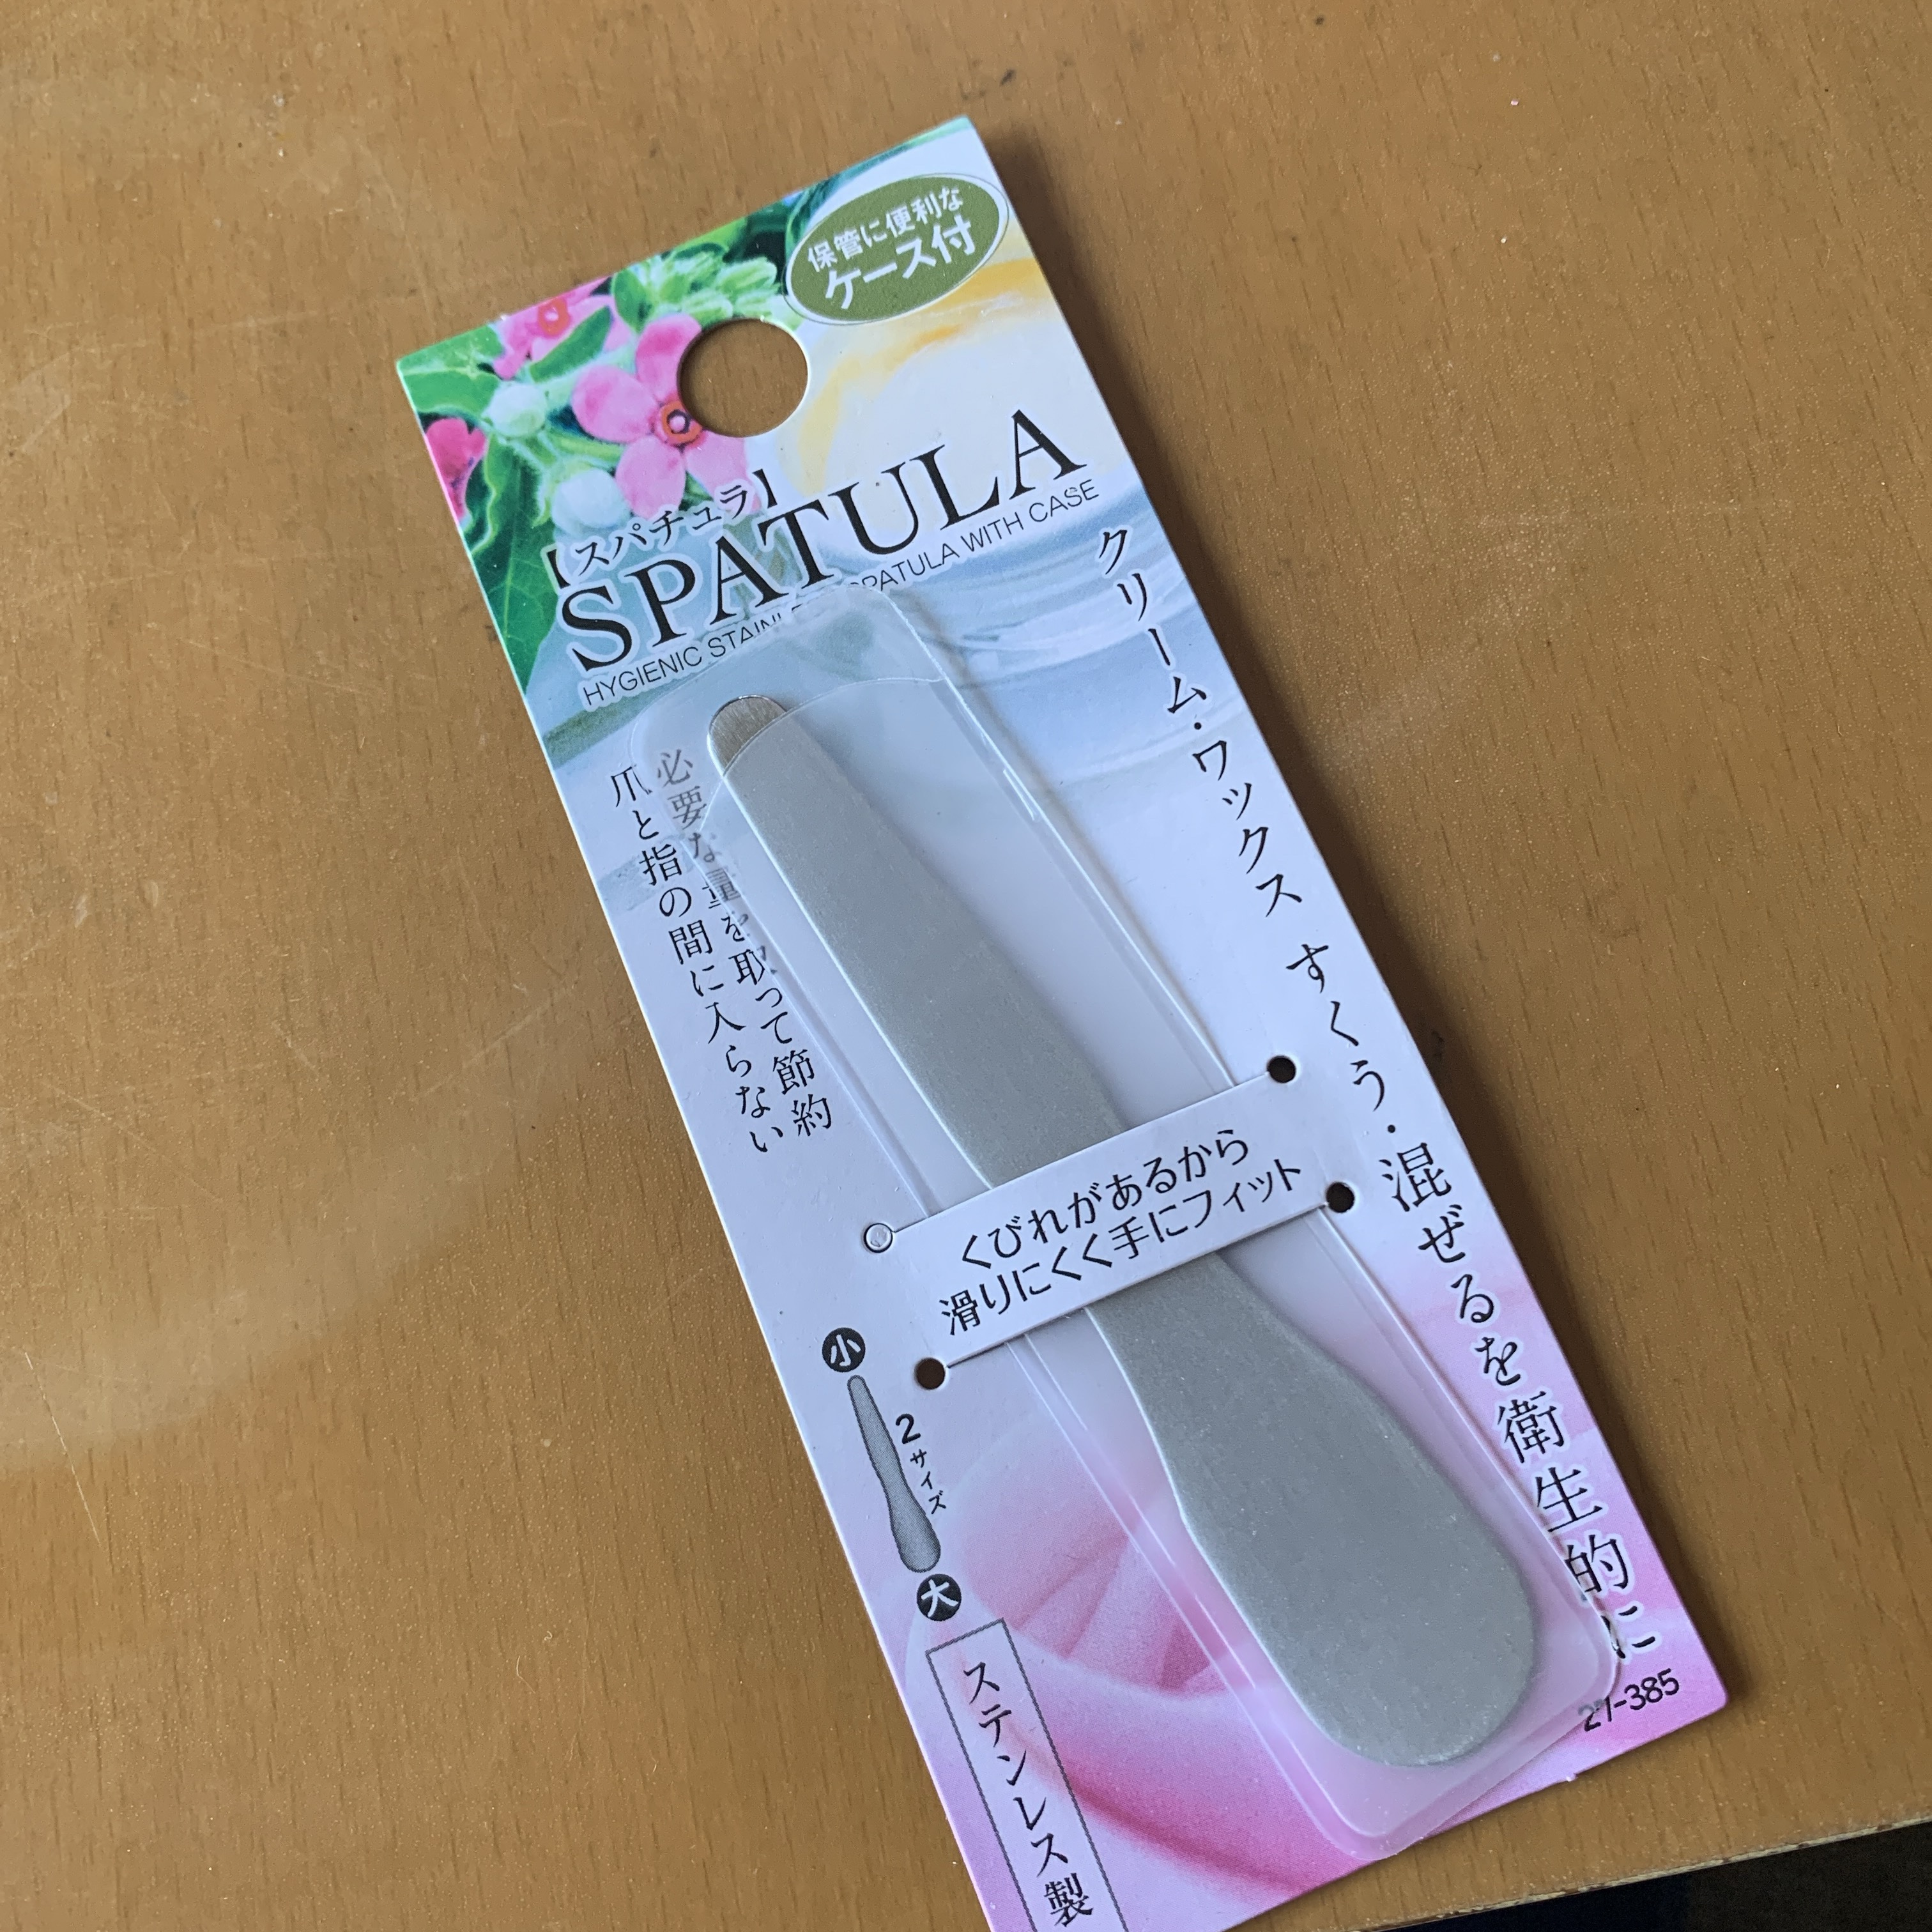 保管に便利な
ケース付
【スパチュラ】
SPATULA
HYGIENIC SPATULA WITH CASE
クリーム・ワックス すくう・混ぜるを衛生的に
必要な量を取って節約
爪と指の間に入らない
くびれがあるから
滑りにくく手にフィット
小
2サイズ
大
ステンレス製
27-385